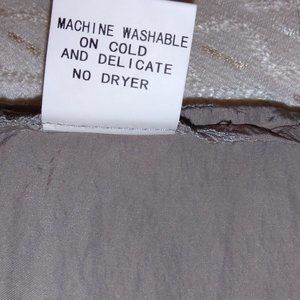 MACHINE WASHABLE
ON COLD
AND DELICATE
NO DRYER